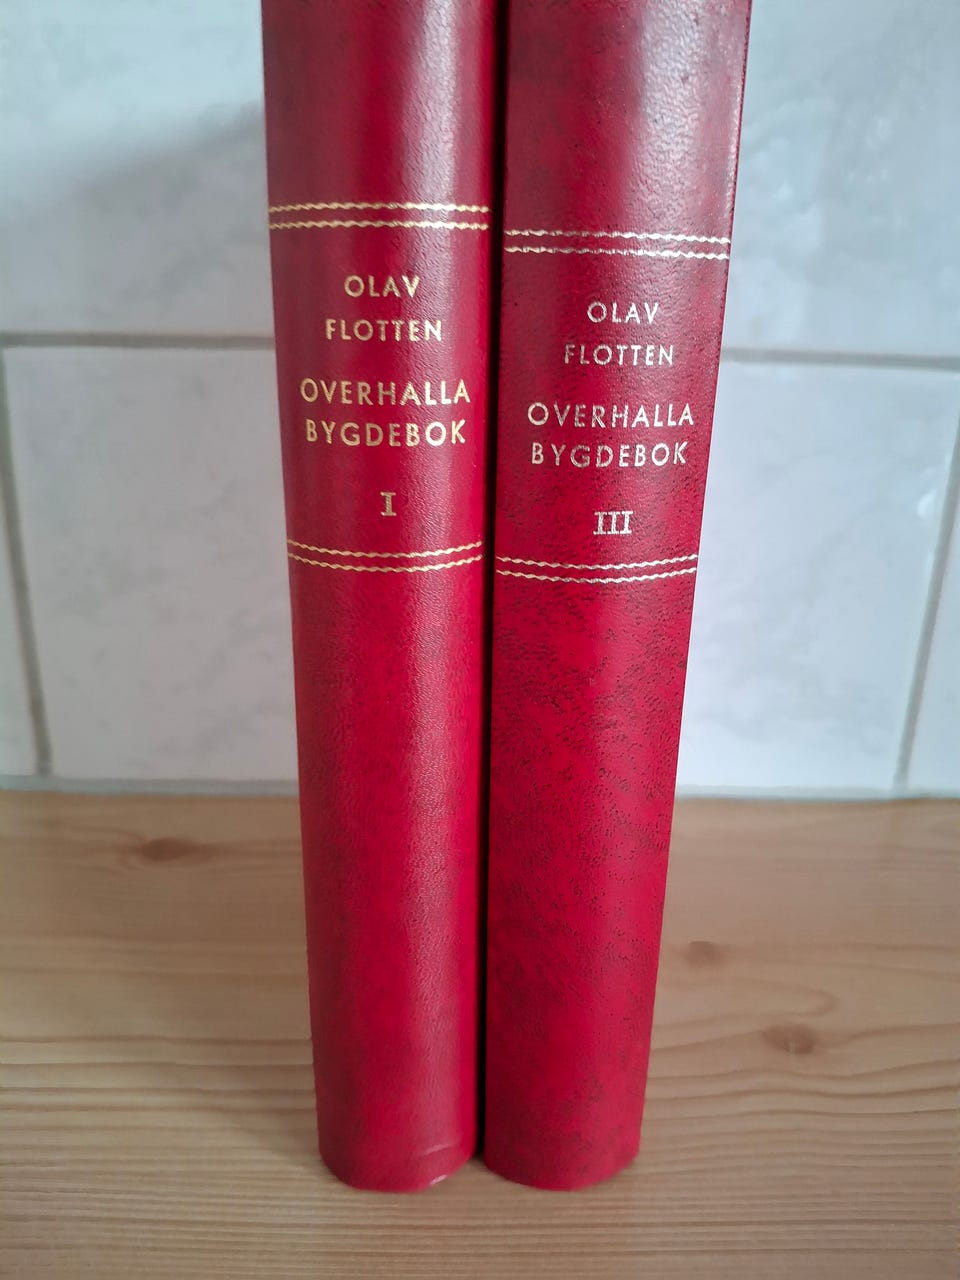 OLAV
FLOTTEN
OVERHALLA
BYGDEBOK
I
OLAV
FLOTTEN
OVERHALLA
BYGDEBOK
III